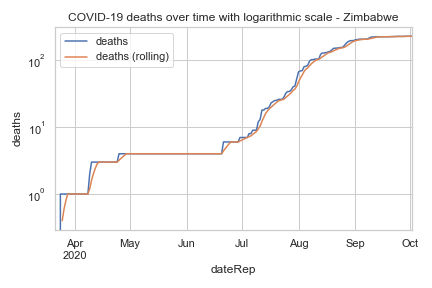 COVID-19 deaths over time with logarithmic scale - Zimbabwe
deaths
deaths (rolling)
10²
10¹
10⁰
deaths
Apr May Jun Jul Aug Sep Oct
2020
dateRep